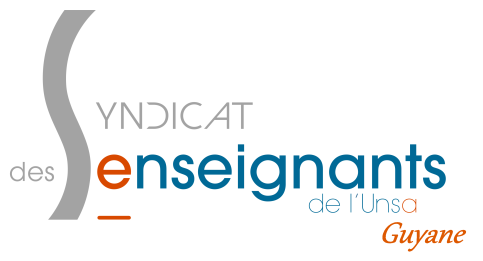 SYNDICAT
des enseignants
de l'Unsa
Guyane